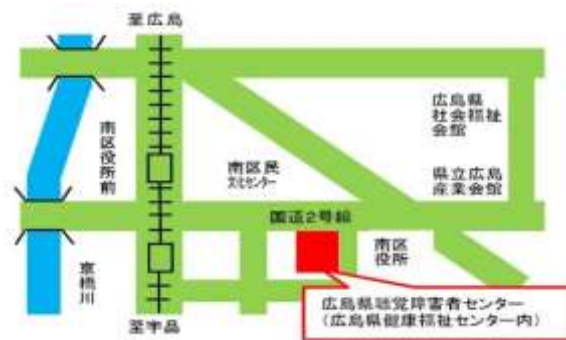 至広島
広島県
社会福祉
会館
南区役所前
南区民
文化センター
県立広島
産業会館
国道2号線
南区
役所
京橋川
広島県聴覚障害者センター
（広島県健康福祉センター内）
至宇品